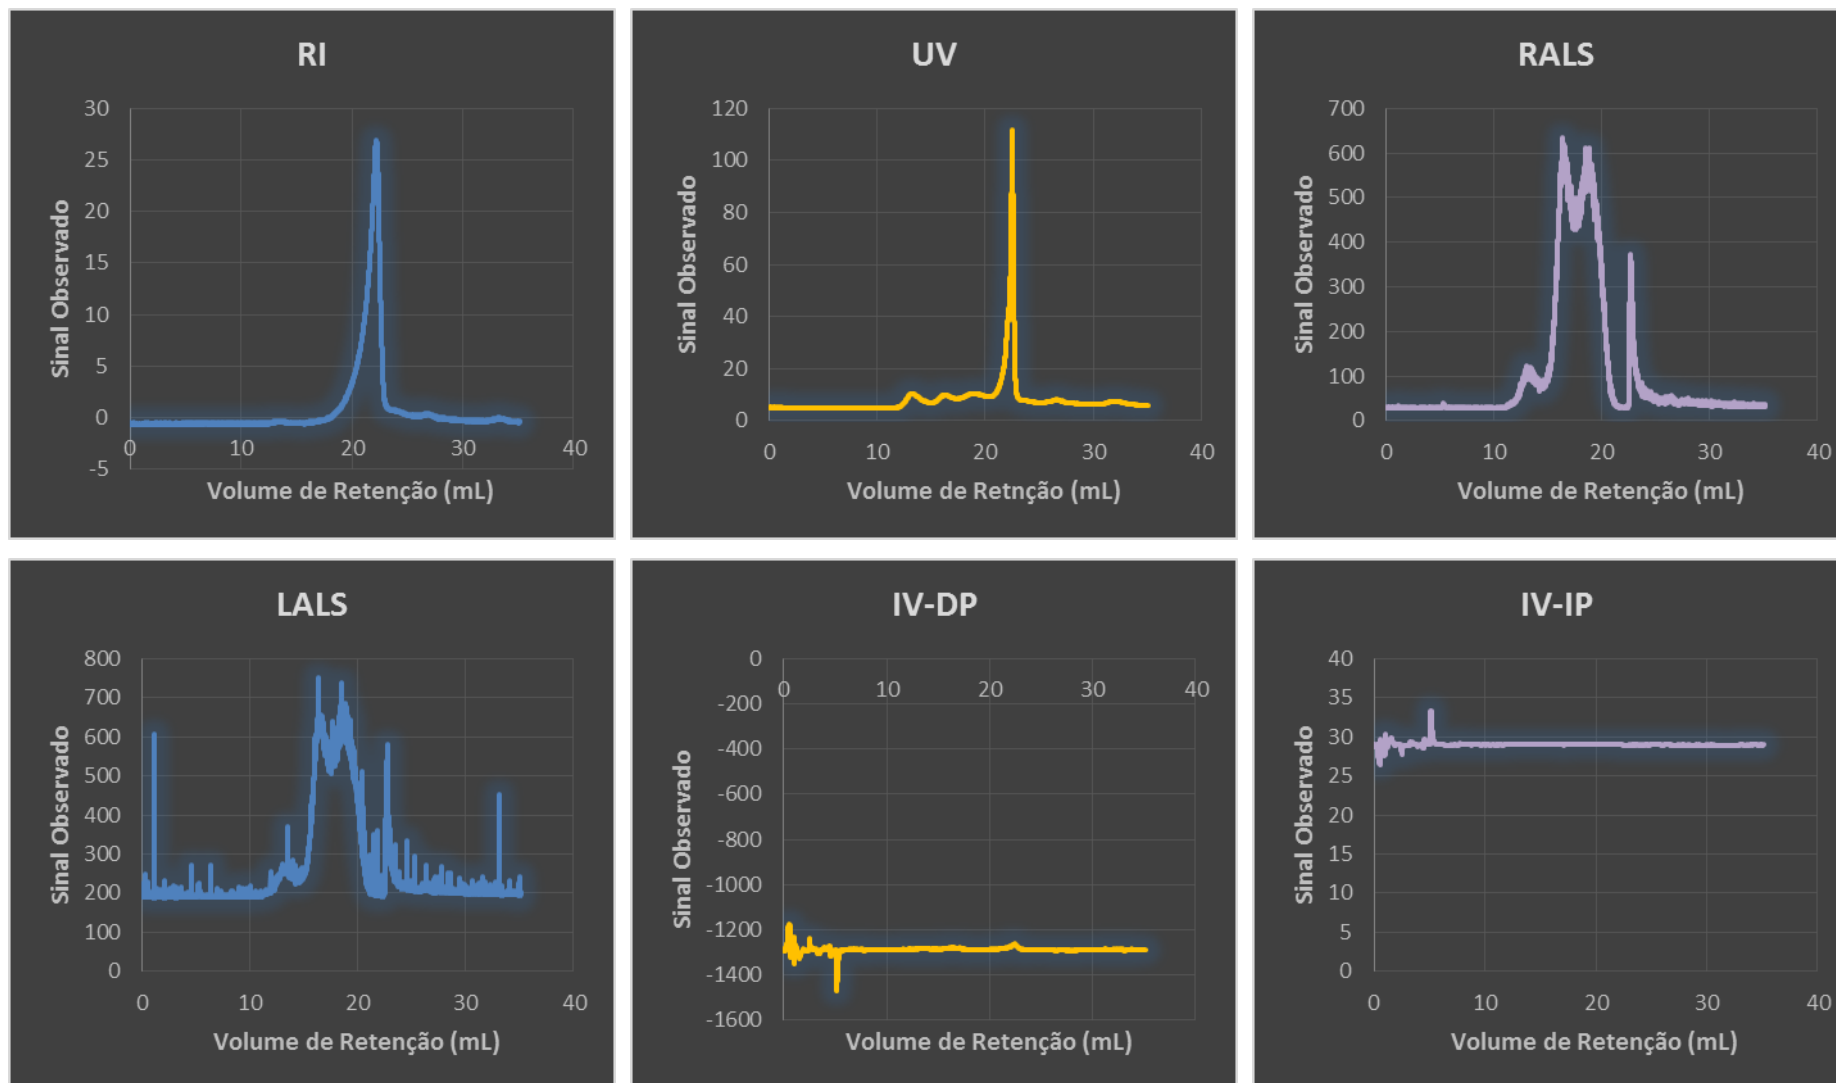 RI
30
25
20
15
10
5
0
-5
0 10 20 30 40
Sinal Observado
Volume de Retenção (mL)
UV
120
100
80
60
40
20
0
0 10 20 30 40
Sinal Observado
Volume de Retnção (mL)
RALS
700
600
500
400
300
200
100
0
0 10 20 30 40
Sinal Observado
Volume de Retenção (mL)
LALS
800
700
600
500
400
300
200
100
0
0 10 20 30 40
Sinal Observado
Volume de Retenção (mL)
IV-DP
0
-200
-400
-600
-800
-1000
-1200
-1400
-1600
0 10 20 30 40
Sinal Observado
Volume de Retenção (mL)
IV-IP
40
35
30
25
20
15
10
5
0
0 10 20 30 40
Sinal Observado
Volume de Retenção (mL)